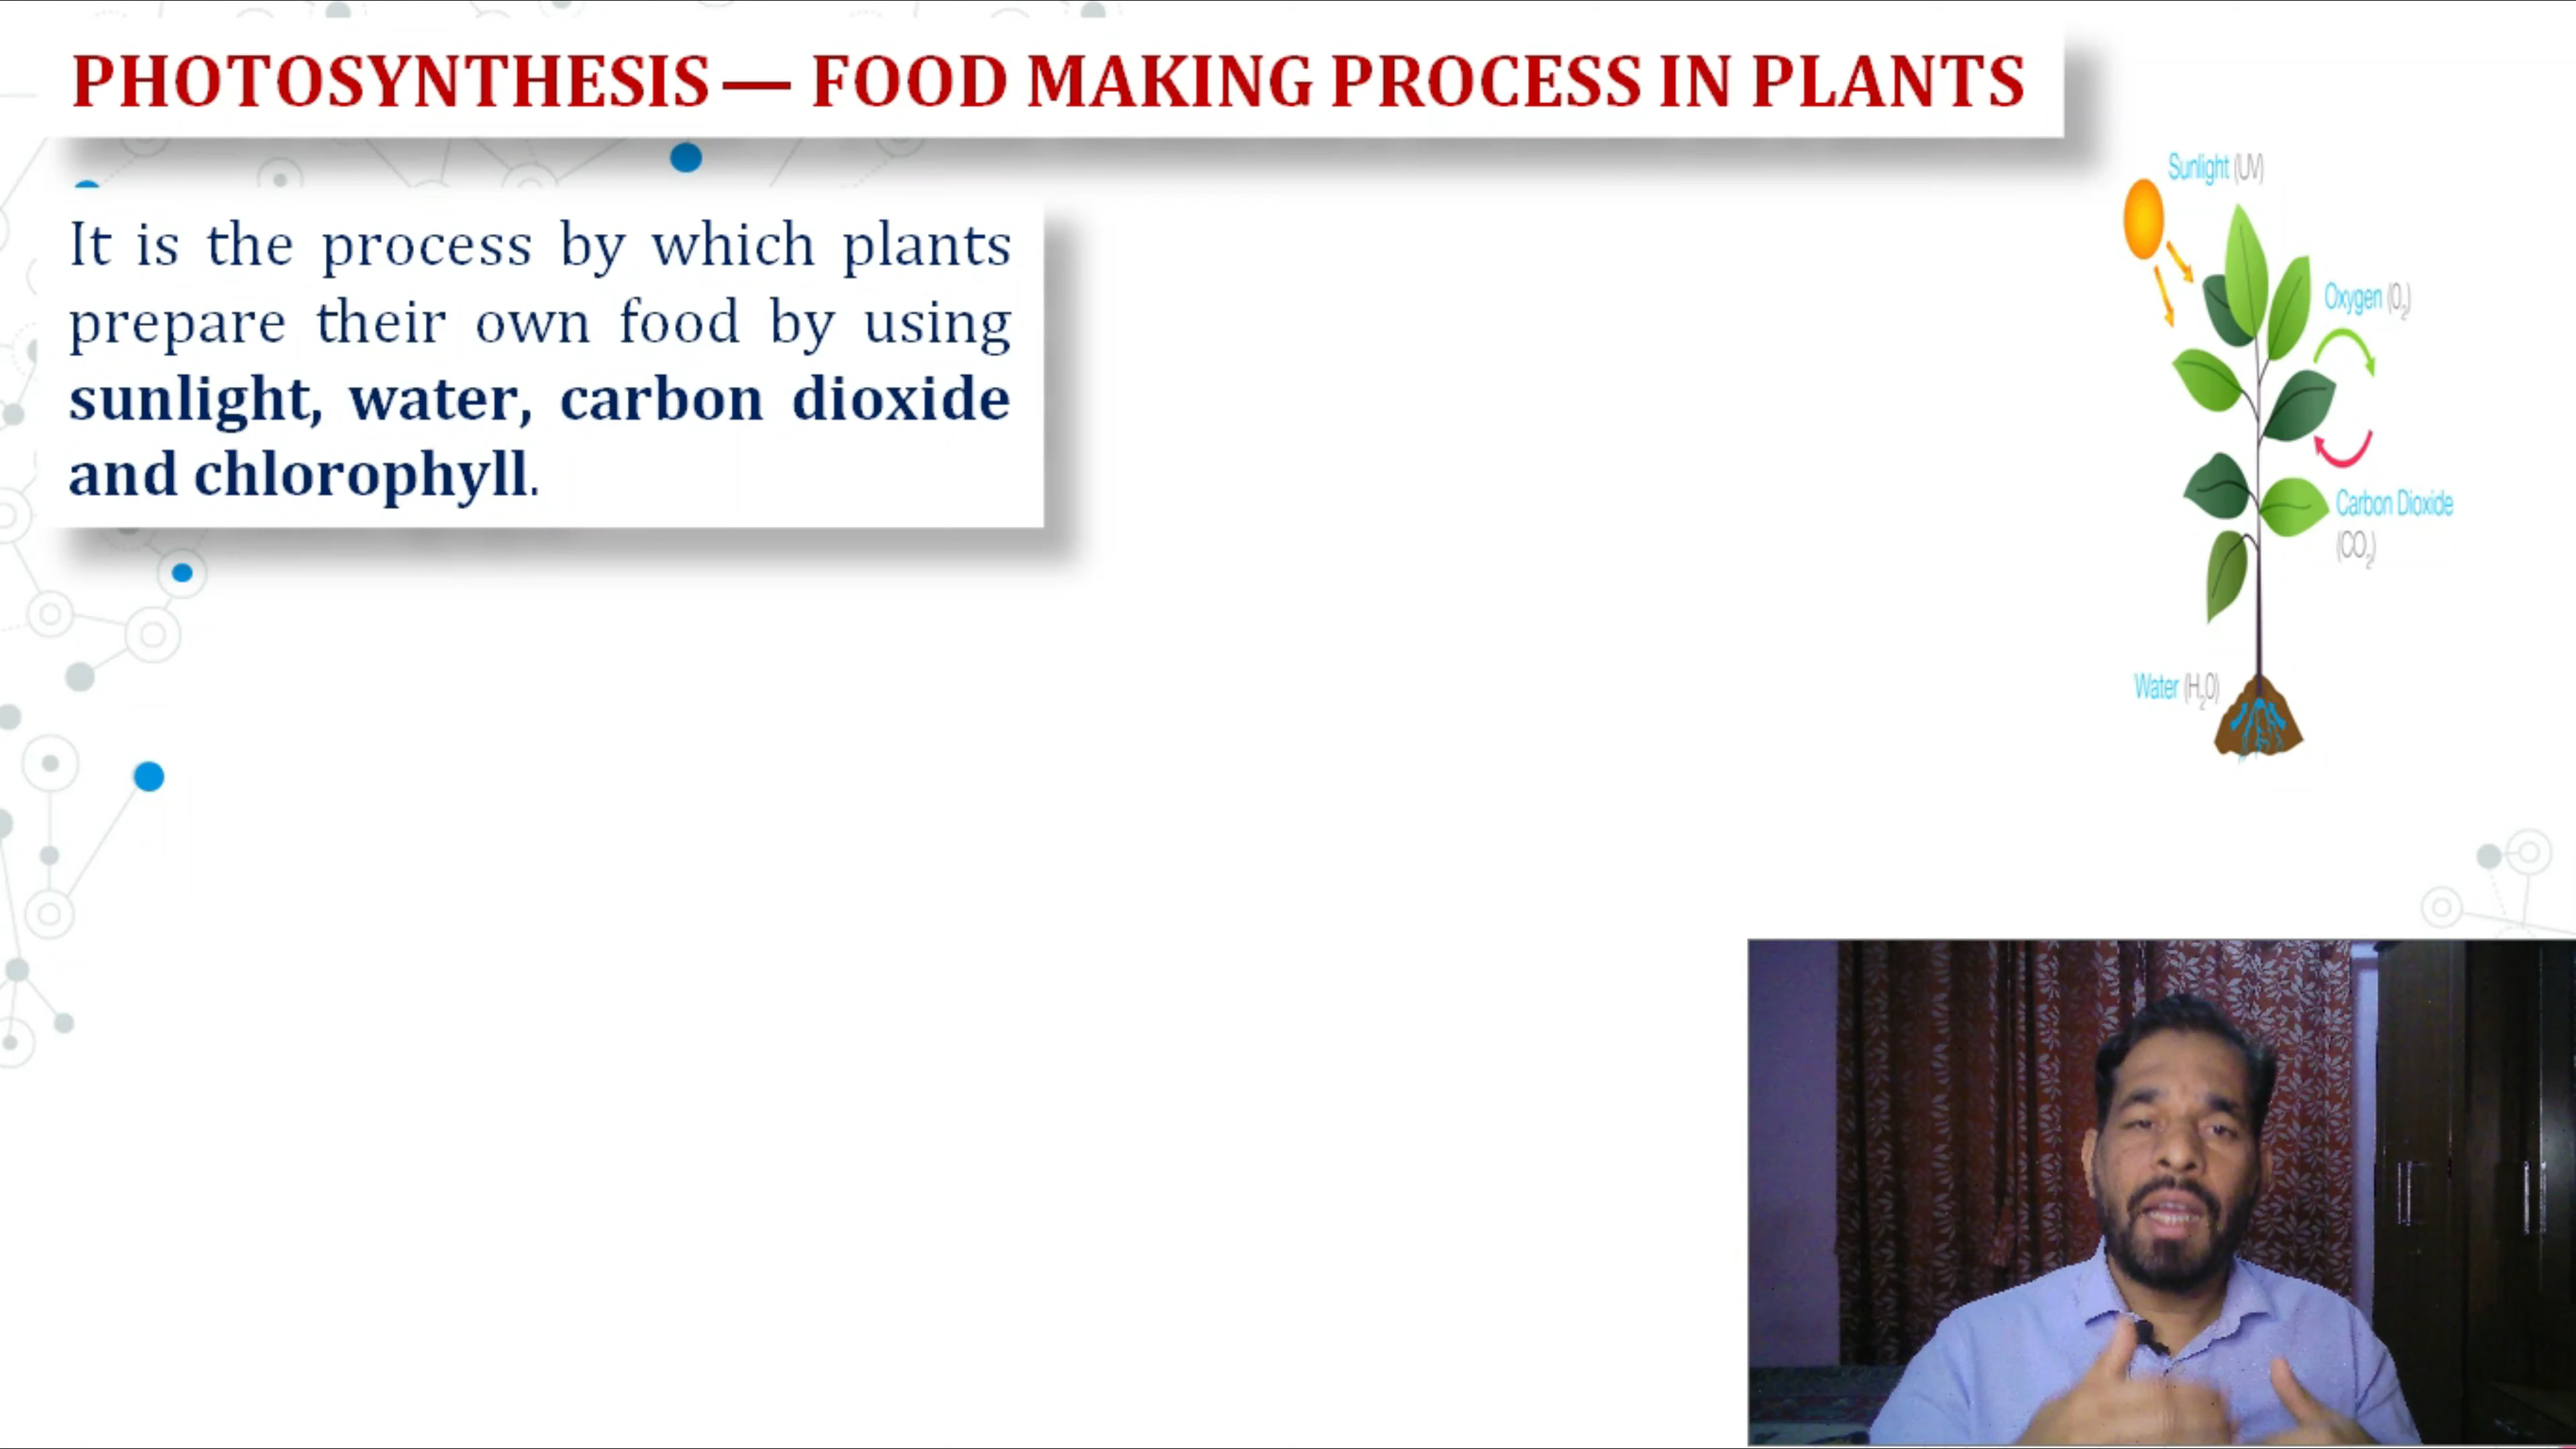 PHOTOSYNTHESIS — FOOD MAKING PROCESS IN PLANTS
It is the process by which plants
prepare their own food by using
sunlight, water, carbon dioxide
and chlorophyll.
Sunlight (UV)
Oxygen (O₂)
Carbon Dioxide
(CO₂)
Water (H₂O)